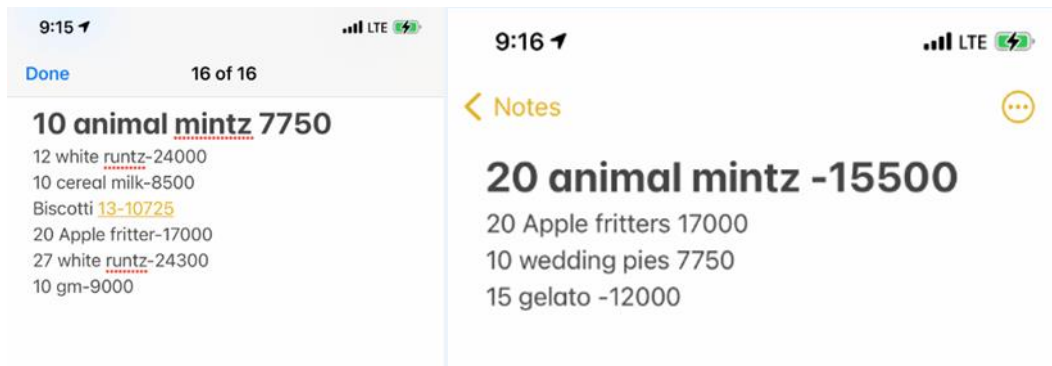 9:15 LTE
Done 16 of 16
10 animal mintz 7750
12 white runtz-24000
10 cereal milk-8500
Biscotti 13-10725
20 Apple fritter-17000
27 white runtz-24300
10 gm-9000
9:16 LTE
Notes
20 animal mintz -15500
20 Apple fritters 17000
10 wedding pies 7750
15 gelato -12000